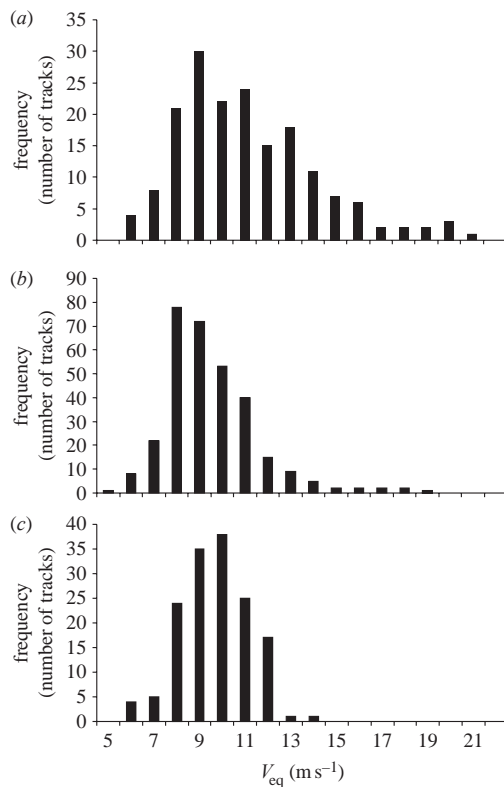 (a)
35
30
25
20
15
10
5
0
frequency
(number of tracks)
(b)
90
80
70
60
50
40
30
20
10
0
frequency
(number of tracks)
(c)
40
35
30
25
20
15
10
5
0
frequency
(number of tracks)
5 7 9 11 13 15 17 19 21
Veq (m s⁻¹)